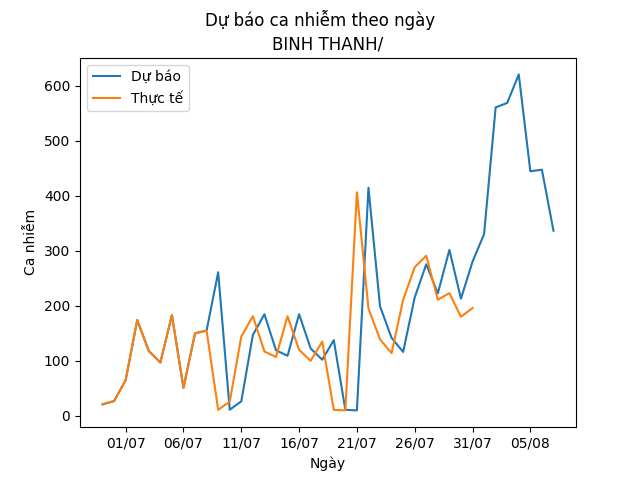 Dự báo ca nhiễm theo ngày
BINH THANH/
Dự báo
Thực tế
Ca nhiễm
600
500
400
300
200
100
0
01/07 06/07 11/07 16/07 21/07 26/07 31/07 05/08
Ngày